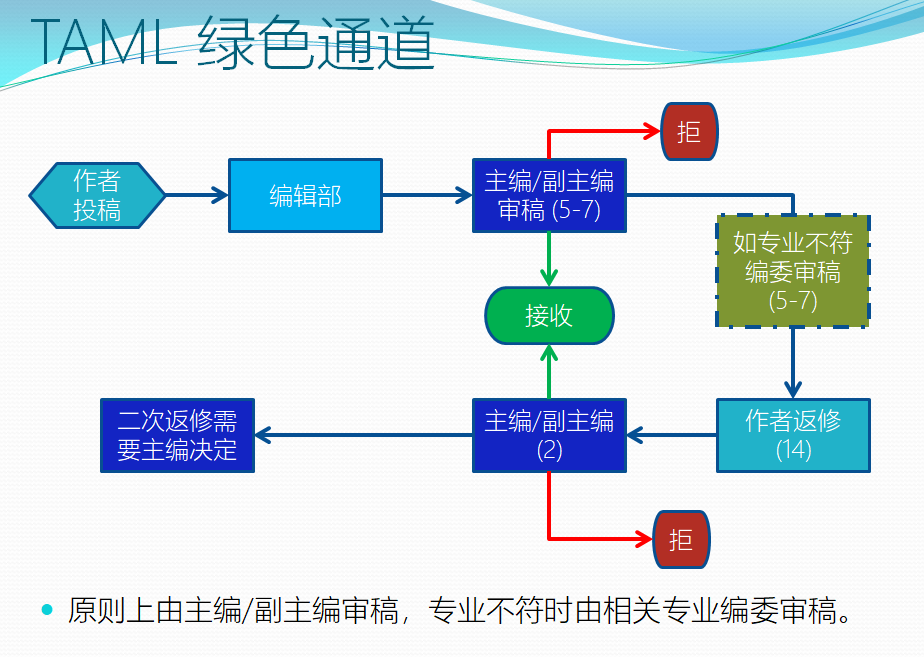 TAML 绿色通道
拒
作者
投稿
编辑部
主编/副主编
审稿 (5-7)
如专业不符
编委审稿
(5-7)
接收
二次返修需
要主编决定
主编/副主编
(2)
作者返修
(14)
拒
原则上由主编/副主编审稿，专业不符时由相关专业编委审稿。